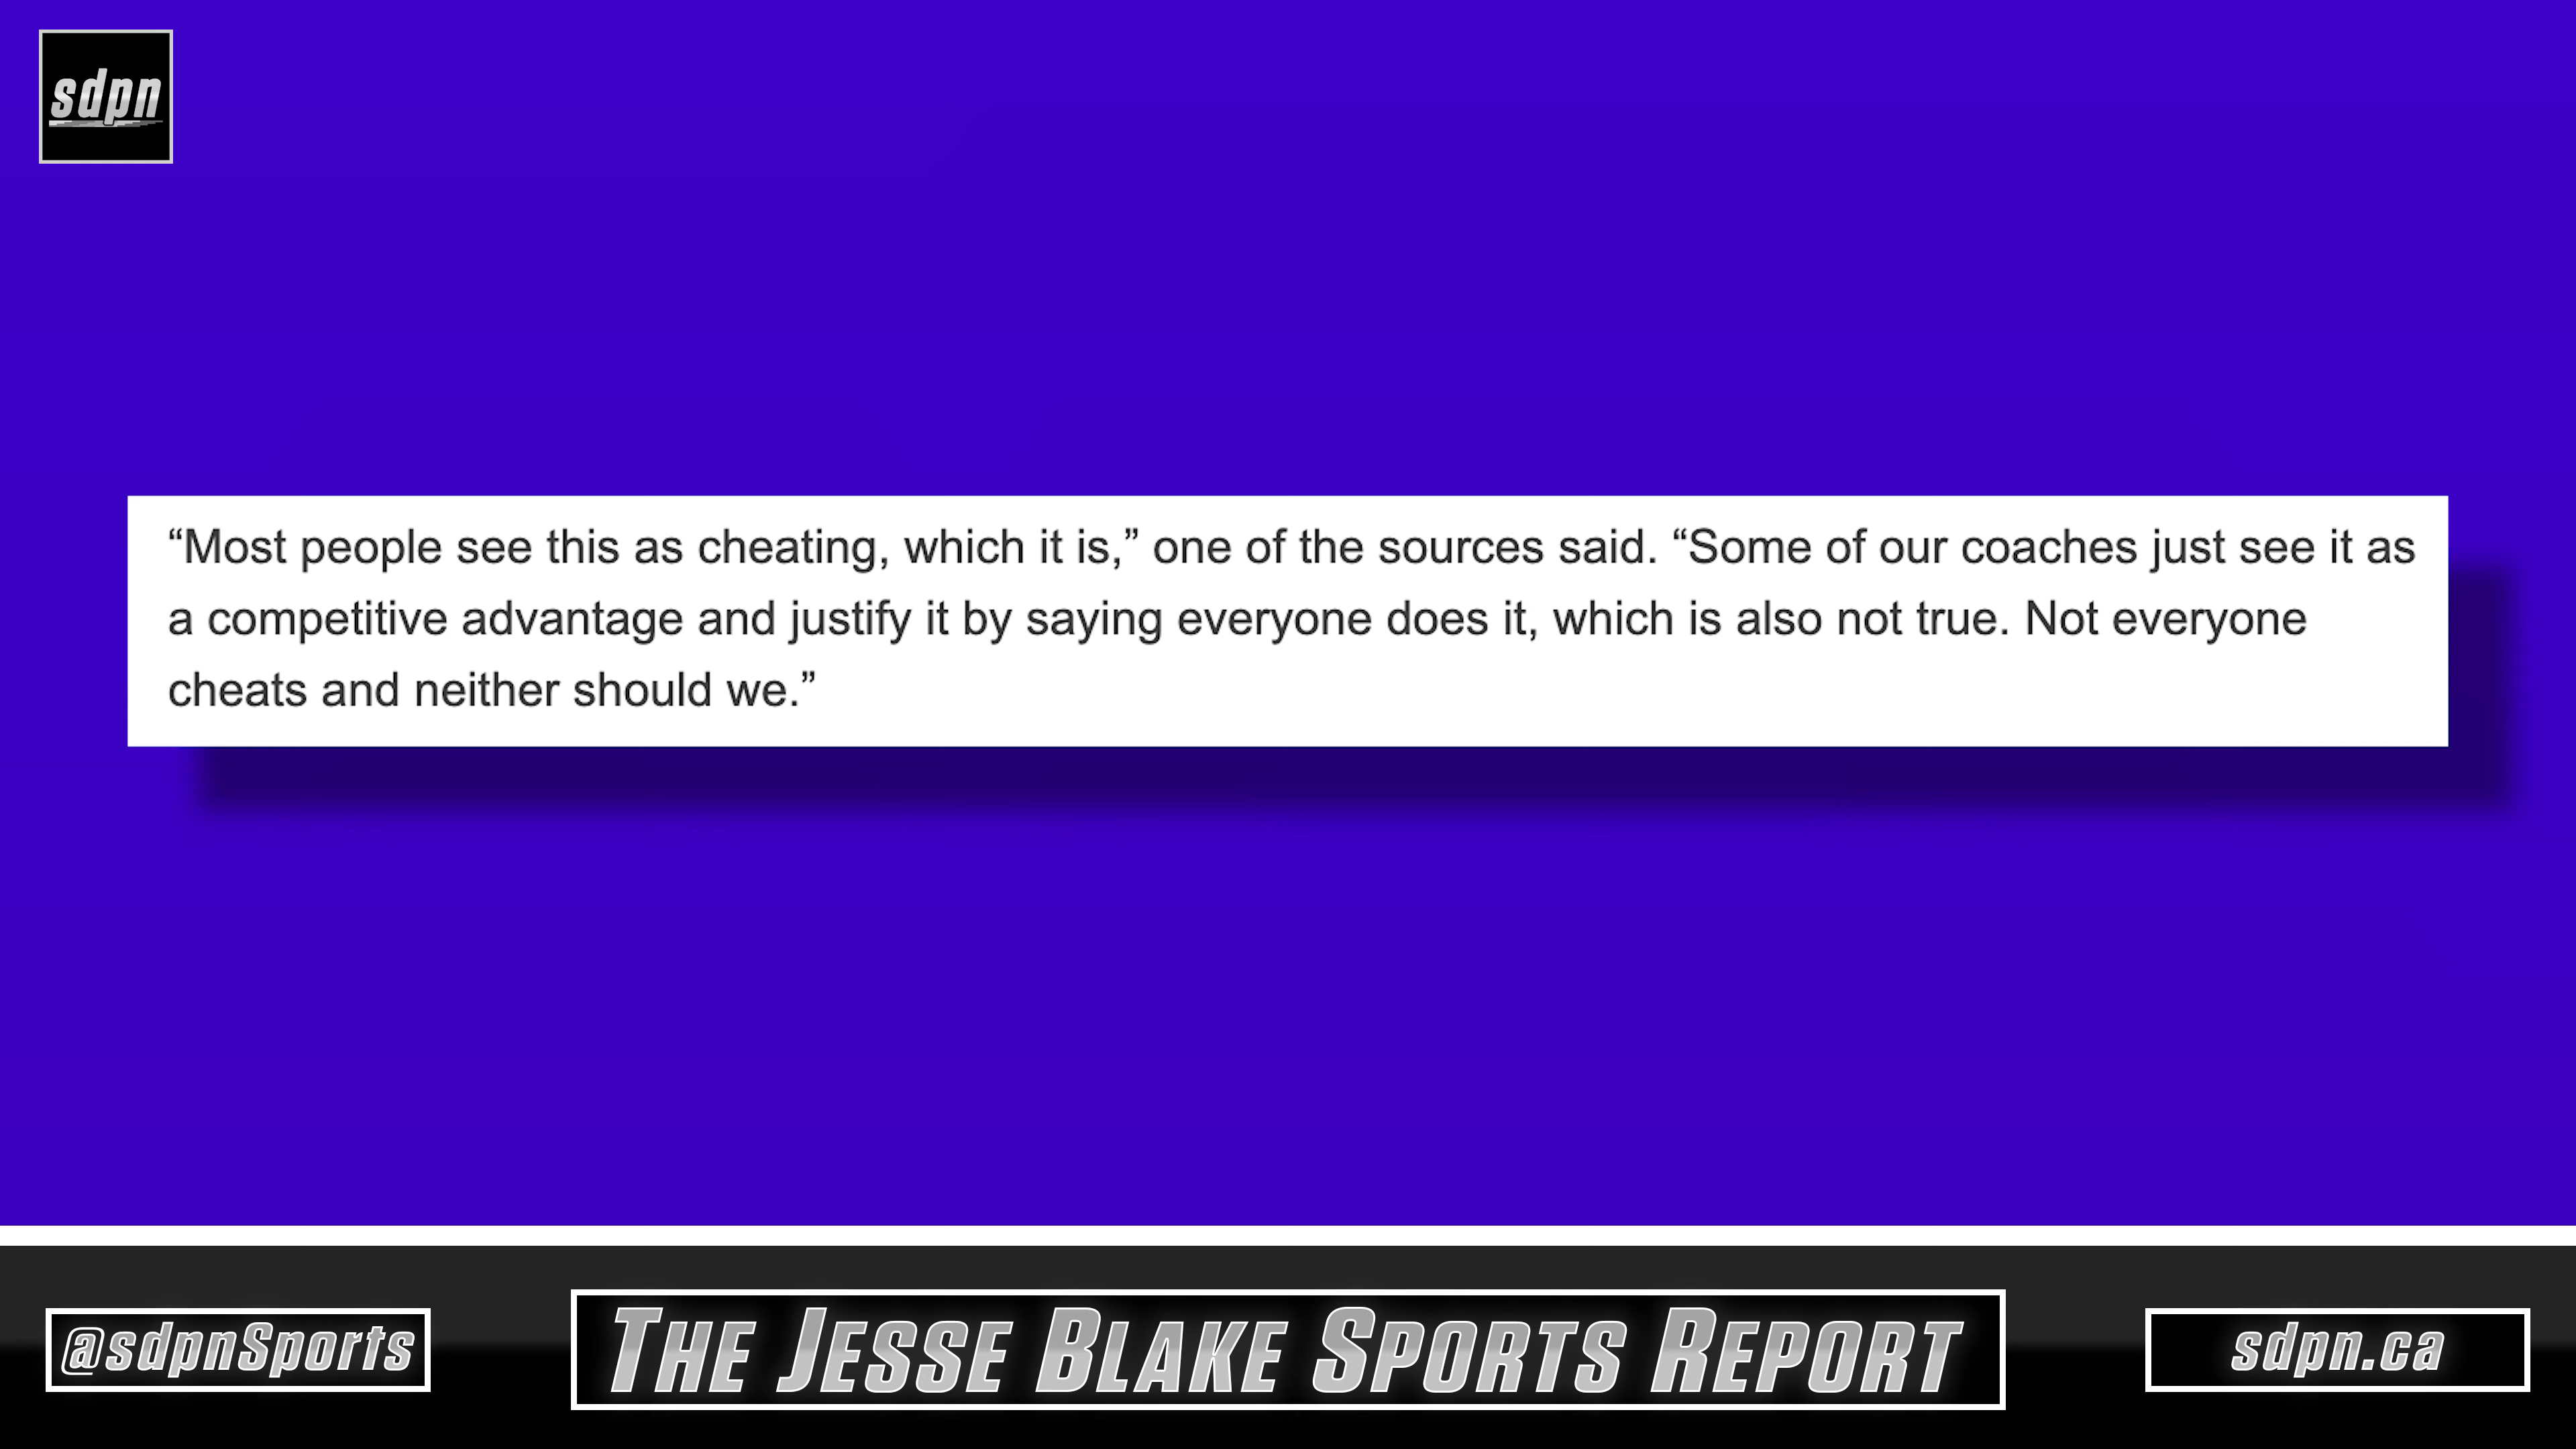 sdpn
“Most people see this as cheating, which it is,” one of the sources said. “Some of our coaches just see it as
a competitive advantage and justify it by saying everyone does it, which is also not true. Not everyone
cheats and neither should we.”
@sdpnSports
THE JESSE BLAKE SPORTS REPORT
sdpn.ca